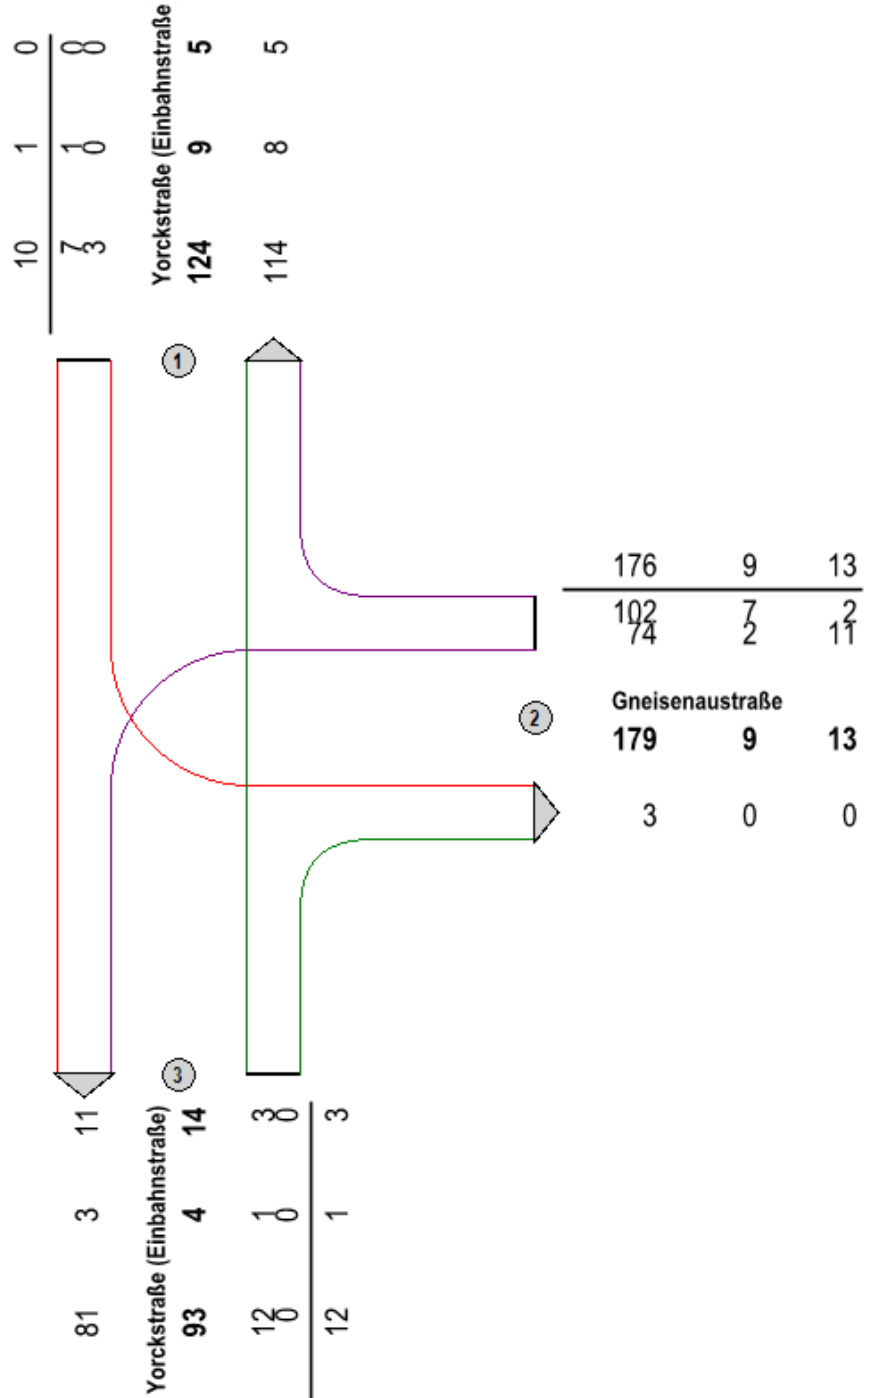 10 1 0
7 1 0
3 0 0
Yorckstraße (Einbahnstraße
124 9 5
114 8 5
1
176 9 13
102 7 2
74 2 11
Gneisenaustraße
2
179 9 13
3 0 0
3
81 3 11
Yorckstraße (Einbahnstraße)
93 4 14
12 1 3
0 0 0
12 1 3